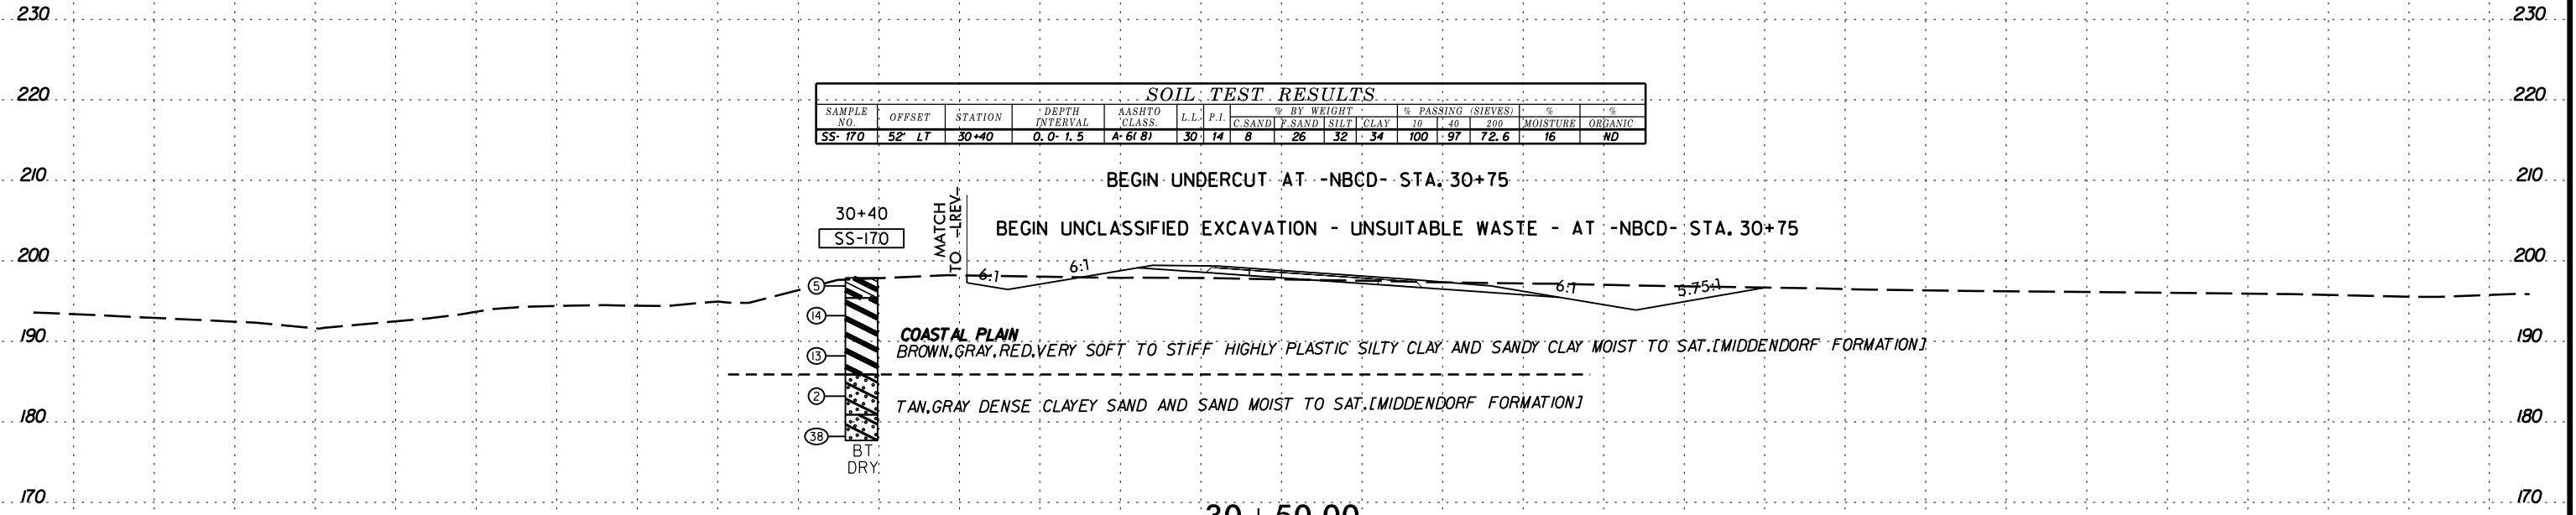 230 230
220 220
SOIL TEST RESULTS
SAMPLE NO. OFFSET STATION DEPTH INTERVAL AASHTO CLASS. L.L. P.I. % BY WEIGHT % PASSING (SIEVES) % MOISTURE % ORGANIC
C.SAND F.SAND SILT CLAY 10 40 200
SS-170 52' LT 30+40 0.0-1.5 A-6(8) 30 14 8 26 32 34 100 97 72.6 16 ND
210 210
BEGIN UNDERCUT AT -NBCD- STA. 30+75
30+40
SS-170
MATCH
TO -LREV-
BEGIN UNCLASSIFIED EXCAVATION - UNSUITABLE WASTE - AT -NBCD- STA. 30+75
200 200
6:1 6:1 6:1 5.75:1
5
14
190 190
COASTAL PLAIN
BROWN,GRAY,RED,VERY SOFT TO STIFF HIGHLY PLASTIC SILTY CLAY AND SANDY CLAY MOIST TO SAT.[MIDDENDORF FORMATION]
13
2
TAN,GRAY DENSE CLAYEY SAND AND SAND MOIST TO SAT.[MIDDENDORF FORMATION]
180 180
38
BT
DRY
170 170
30+50.00